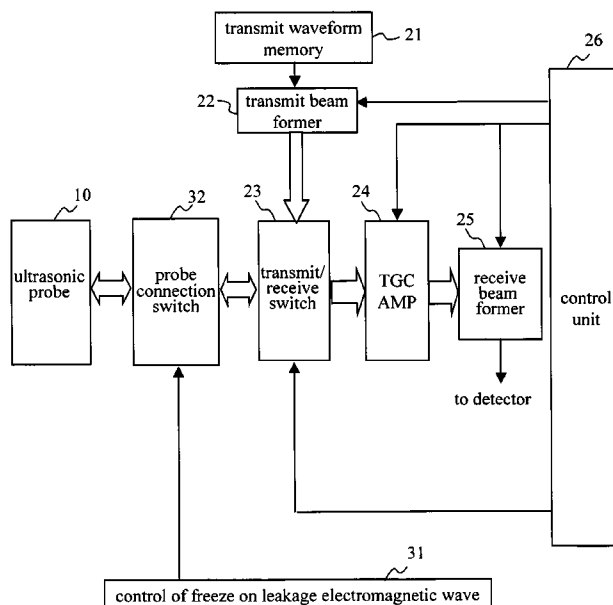 21
transmit waveform
memory
26
22
transmit beam
former
10
32
23
24
25
ultrasonic
probe
probe
connection
switch
transmit/
receive
switch
TGC
AMP
receive
beam
former
control
unit
to detector
31
control of freeze on leakage electromagnetic wave